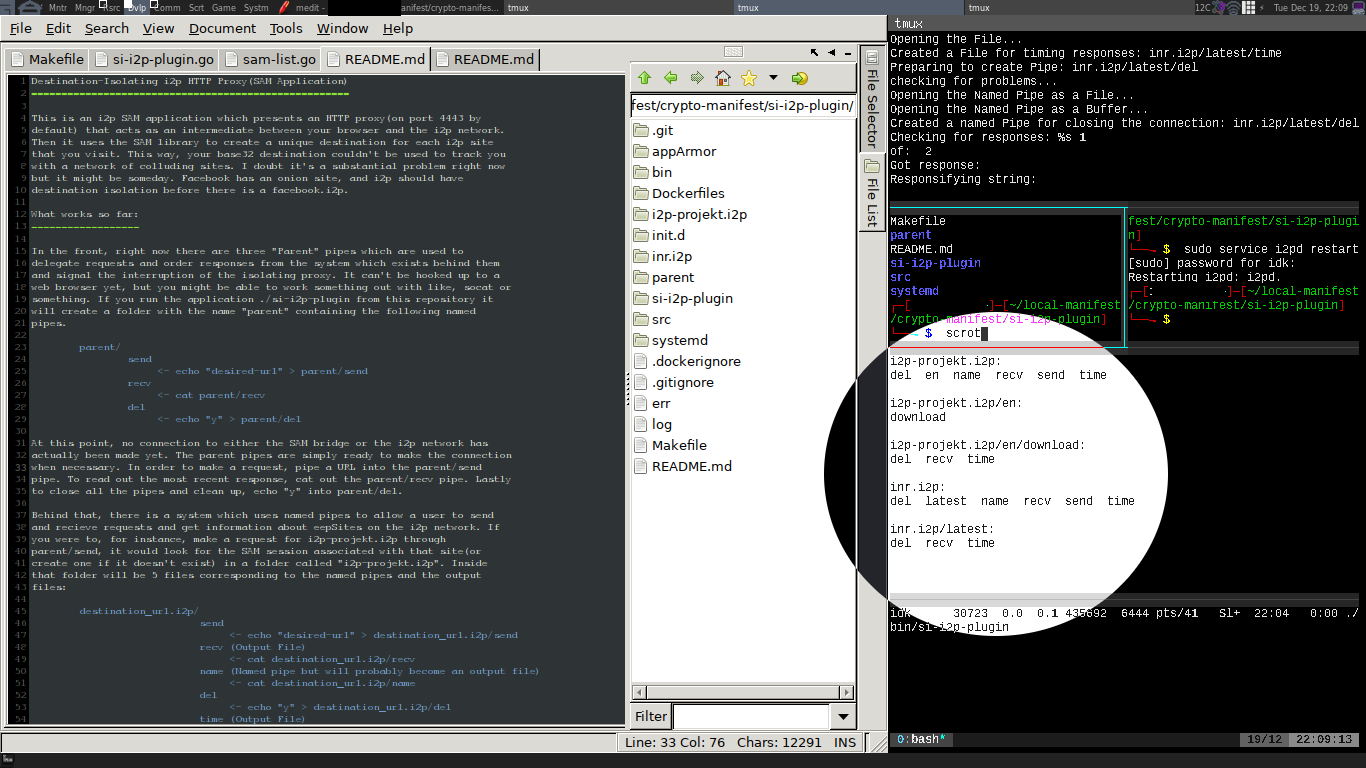 Mntr Mngr Rsrc Dvlp Comm Scrt Game Systm medit - anifest/crypto-manifes... tmux tmux tmux 12C Tue Dec 19, 22:09
File Edit Search View Document Tools Window Help
Makefile si-i2p-plugin.go sam-list.go README.md README.md
1 Destination-Isolating i2p HTTP Proxy(SAM Application)
2 =====================================================
3
4 This is an i2p SAM application which presents an HTTP proxy(on port 4443 by
5 default) that acts as an intermediate between your browser and the i2p network.
6 Then it uses the SAM library to create a unique destination for each i2p site
7 that you visit. This way, your base32 destination couldn't be used to track you
8 with a network of colluding sites. I doubt it's a substantial problem right now
9 but it might be someday. Facebook has an onion site, and i2p should have
10 destination isolation before there is a facebook.i2p.
11
12 What works so far:
13 ------------------
14
15 In the front, right now there are three "Parent" pipes which are used to
16 delegate requests and order responses from the system which exists behind them
17 and signal the interruption of the isolating proxy. It can't be hooked up to a
18 web browser yet, but you might be able to work something out with like, socat or
19 something. If you run the application ./si-i2p-plugin from this repository it
20 will create a folder with the name "parent" containing the following named
21 pipes.
22
23 parent/
24 send
25 <- echo "desired-url" > parent/send
26 recv
27 <- cat parent/recv
28 del
29 <- echo "y" > parent/del
30
31 At this point, no connection to either the SAM bridge or the i2p network has
32 actually been made yet. The parent pipes are simply ready to make the connection
33 when necessary. In order to make a request, pipe a URL into the parent/send
34 pipe. To read out the most recent response, cat out the parent/recv pipe. Lastly
35 to close all the pipes and clean up, echo "y" into parent/del.
36
37 Behind that, there is a system which uses named pipes to allow a user to send
38 and recieve requests and get information about eepSites on the i2p network. If
39 you were to, for instance, make a request for i2p-projekt.i2p through
40 parent/send, it would look for the SAM session associated with that site(or
41 create one if it doesn't exist) in a folder called "i2p-projekt.i2p". Inside
42 that folder will be 5 files corresponding to the named pipes and the output
43 files:
44
45 destination_url.i2p/
46 send
47 <- echo "desired-url" > destination_url.i2p/send
48 recv (Output File)
49 <- cat destination_url.i2p/recv
50 name (Named pipe but will probably become an output file)
51 <- cat destination_url.i2p/name
52 del
53 <- echo "y" > destination_url.i2p/del
54 time (Output File)
fest/crypto-manifest/si-i2p-plugin/
.git
appArmor
bin
Dockerfiles
i2p-projekt.i2p
init.d
inr.i2p
parent
si-i2p-plugin
src
systemd
.dockerignore
.gitignore
err
log
Makefile
README.md
Filter
File Selector
File List
Line: 33 Col: 76 Chars: 12291 INS
tmux
Opening the File...
Created a File for timing responses: inr.i2p/latest/time
Preparing to create Pipe: inr.i2p/latest/del
checking for problems...
Opening the Named Pipe as a File...
Opening the Named Pipe as a Buffer...
Created a named Pipe for closing the connection: inr.i2p/latest/del
Checking for responses: %s 1
of: 2
Got response:
Responsifying string:
Makefile
parent
README.md
si-i2p-plugin
src
systemd
┌─[ ]─[~/local-manifest
/crypto-manifest/si-i2p-plugin]
└──╼ $ scrot
fest/crypto-manifest/si-i2p-plugi
n]
└──╼ $ sudo service i2pd restart
[sudo] password for idk:
Restarting i2pd: i2pd.
┌─[: ]─[~/local-manifest
/crypto-manifest/si-i2p-plugin]
└──╼ $
i2p-projekt.i2p:
del en name recv send time
i2p-projekt.i2p/en:
download
i2p-projekt.i2p/en/download:
del recv time
inr.i2p:
del latest name recv send time
inr.i2p/latest:
del recv time
idk 30723 0.0 0.1 435692 6444 pts/41 Sl+ 22:04 0:00 ./
bin/si-i2p-plugin
0:bash* 19/12 22:09:13